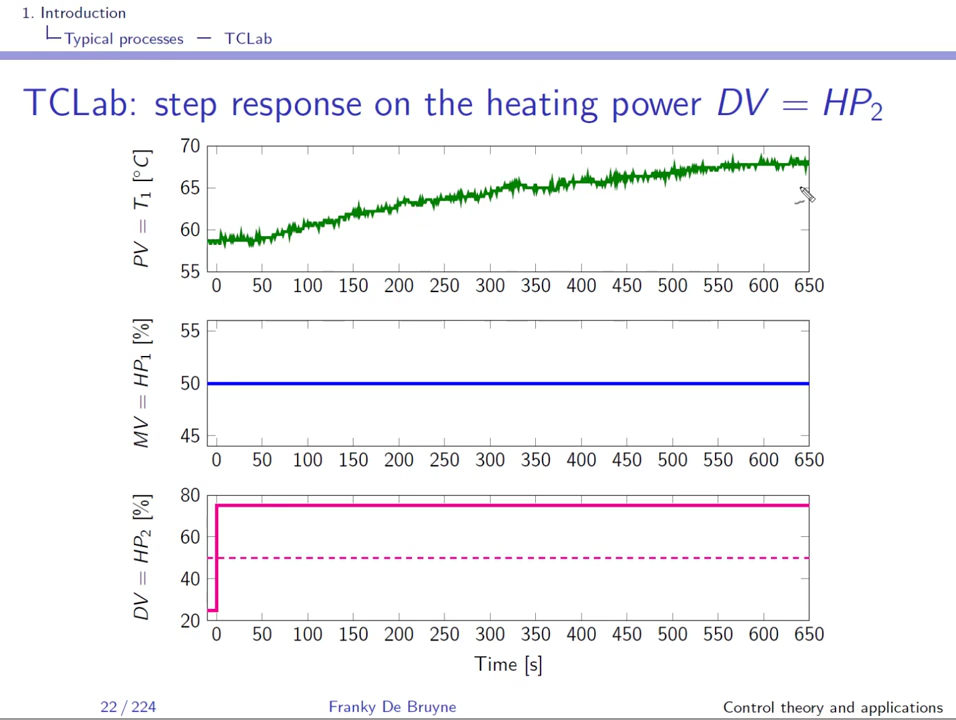 1. Introduction
Typical processes — TCLab
TCLab: step response on the heating power DV = HP₂
PV = T₁ [°C]
70
65
60
55
0 50 100 150 200 250 300 350 400 450 500 550 600 650
MV = HP₁ [%]
55
50
45
0 50 100 150 200 250 300 350 400 450 500 550 600 650
DV = HP₂ [%]
80
60
40
20
0 50 100 150 200 250 300 350 400 450 500 550 600 650
Time [s]
22 / 224 Franky De Bruyne Control theory and applications